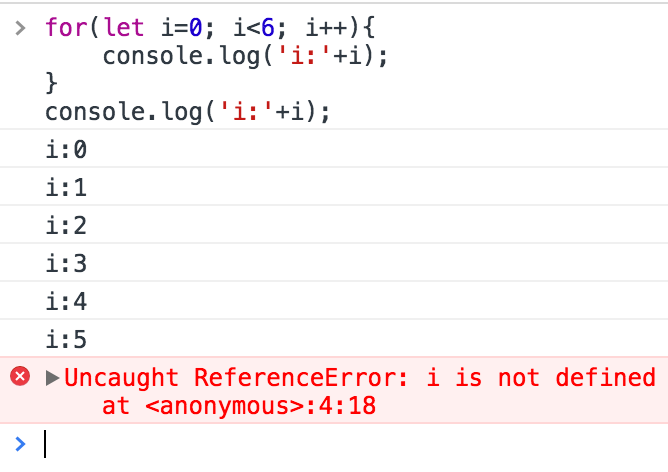 for(let i=0; i<6; i++){
    console.log('i:'+i);
}
console.log('i:'+i);
i:0
i:1
i:2
i:3
i:4
i:5
Uncaught ReferenceError: i is not defined
    at <anonymous>:4:18